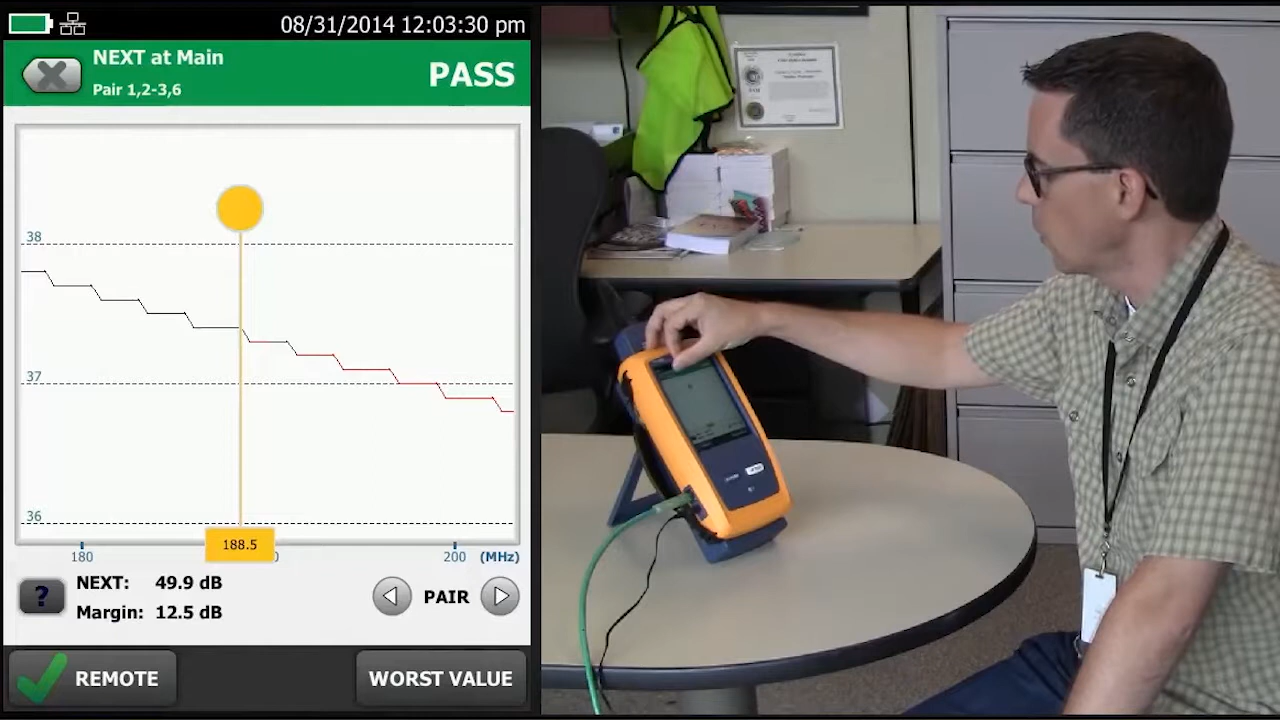 08/31/2014 12:03:30 pm
NEXT at Main
Pair 1,2-3,6
PASS
38
37
36
180
188.5
0
200 (MHz)
? NEXT: 49.9 dB
Margin: 12.5 dB
PAIR
REMOTE
WORST VALUE